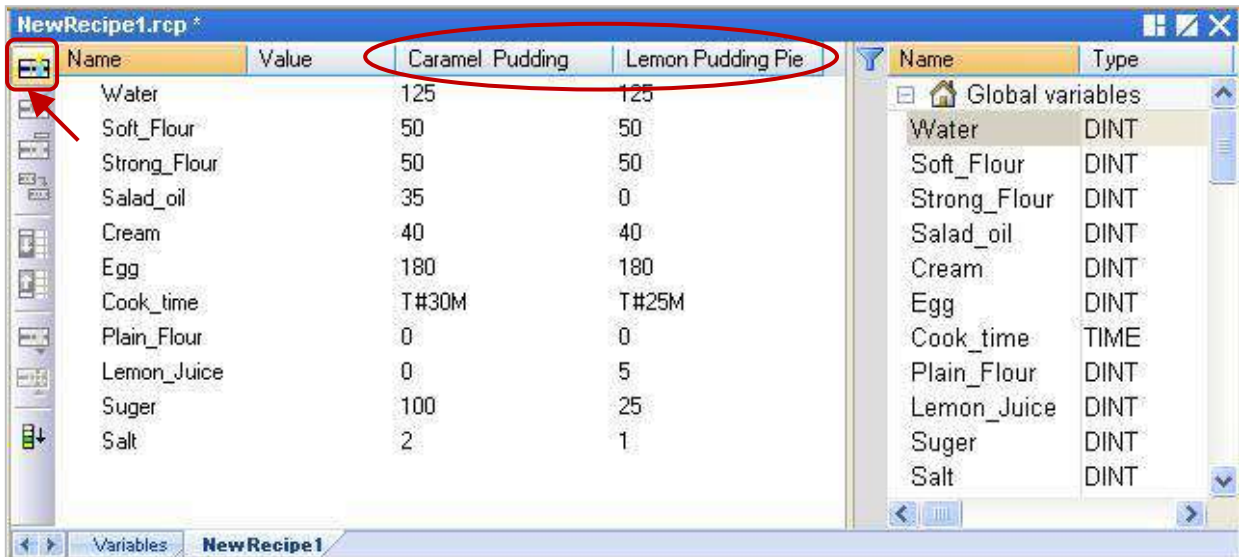 NewRecipe1.rcp *
Name Value Caramel Pudding Lemon Pudding Pie Name Type
Water 125 125 Global variables
Soft_Flour 50 50 Water DINT
Strong_Flour 50 50 Soft_Flour DINT
Salad_oil 35 0 Strong_Flour DINT
Cream 40 40 Salad_oil DINT
Egg 180 180 Cream DINT
Cook_time T#30M T#25M Egg DINT
Plain_Flour 0 0 Cook_time TIME
Lemon_Juice 0 5 Plain_Flour DINT
Suger 100 25 Lemon_Juice DINT
Salt 2 1 Suger DINT
Salt DINT
Variables NewRecipe1